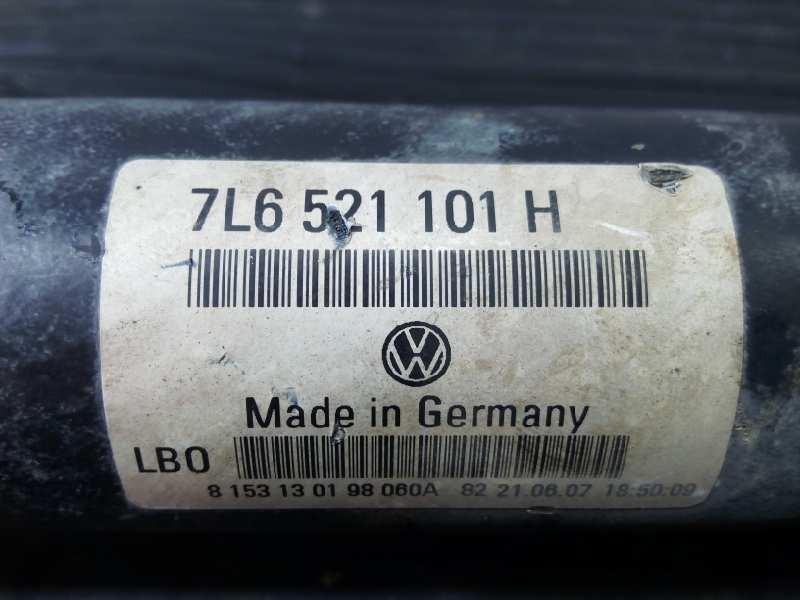 7L6 521 101 H
VW
Made in Germany
LBO
8 153 13 01 98 060A 82 21.06.07 18:50:09